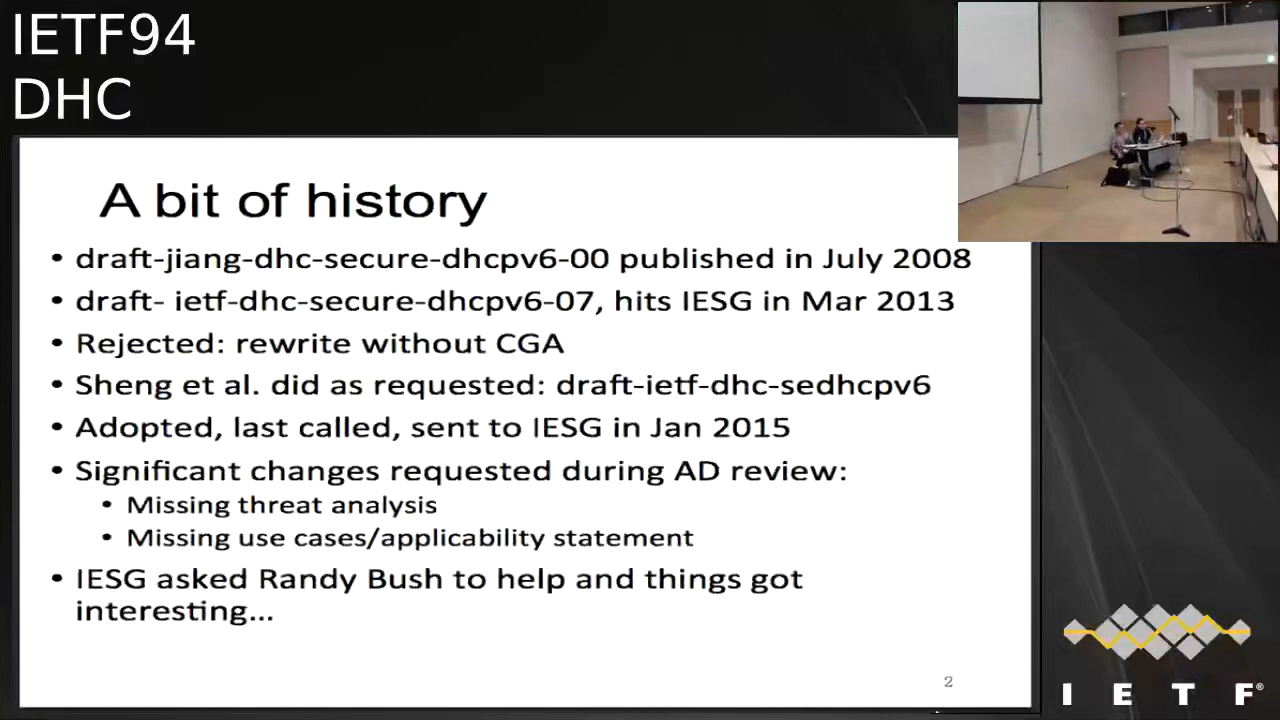 IETF94
DHC
A bit of history
• draft-jiang-dhc-secure-dhcpv6-00 published in July 2008
• draft- ietf-dhc-secure-dhcpv6-07, hits IESG in Mar 2013
• Rejected: rewrite without CGA
• Sheng et al. did as requested: draft-ietf-dhc-sedhcpv6
• Adopted, last called, sent to IESG in Jan 2015
• Significant changes requested during AD review:
• Missing threat analysis
• Missing use cases/applicability statement
• IESG asked Randy Bush to help and things got
interesting...
2
I E T F®